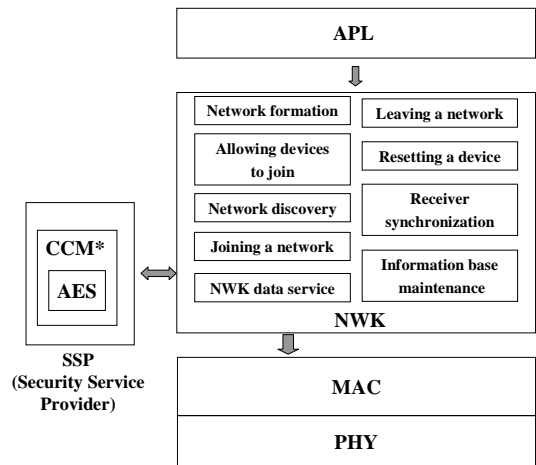 APL
Network formation
Allowing devices
to join
Network discovery
Joining a network
NWK data service
Leaving a network
Resetting a device
Receiver
synchronization
Information base
maintenance
NWK
CCM*
AES
SSP
(Security Service
Provider)
MAC
PHY